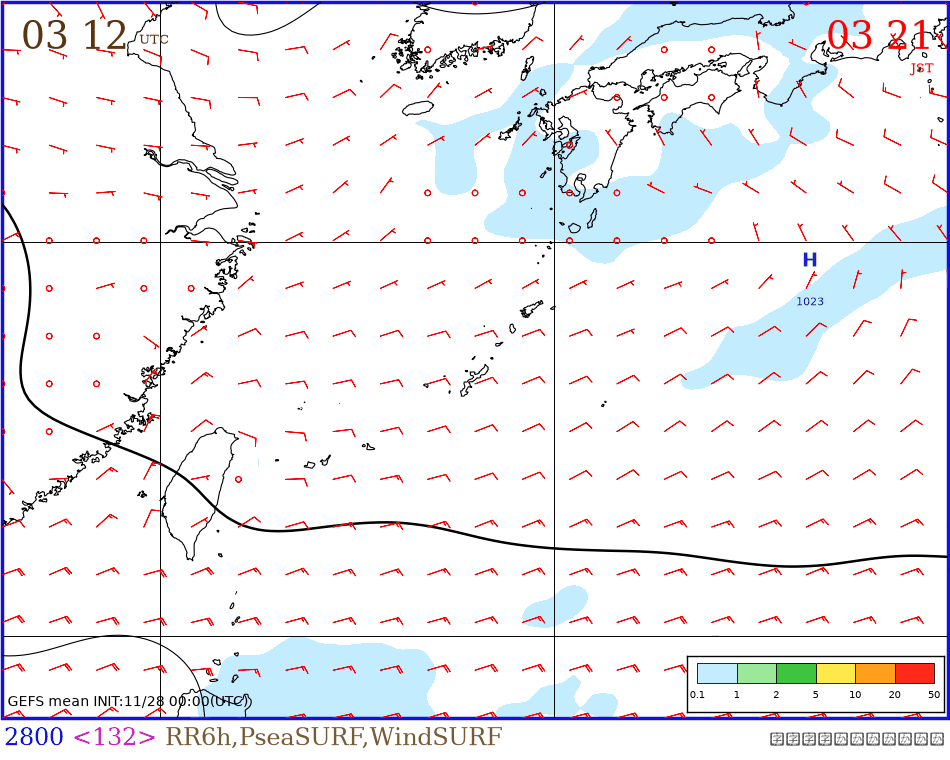 03 12 UTC
03 21
JST
H
1023
0.1 1 2 5 10 20 50
GEFS mean INIT:11/28 00:00(UTC)
2800 <132> RR6h,PseaSURF,WindSURF